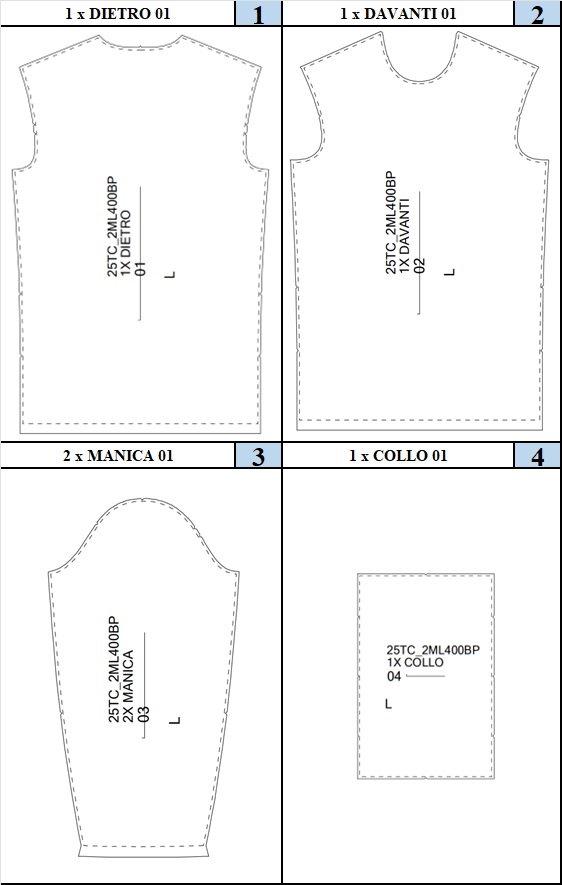 1 x DIETRO 01
1
1 x DAVANTI 01
2
25TC_2ML400BP
1X DIETRO
01
L
25TC_2ML400BP
1X DAVANTI
02
L
2 x MANICA 01
3
1 x COLLO 01
4
25TC_2ML400BP
2X MANICA
03
L
25TC_2ML400BP
1X COLLO
04
L